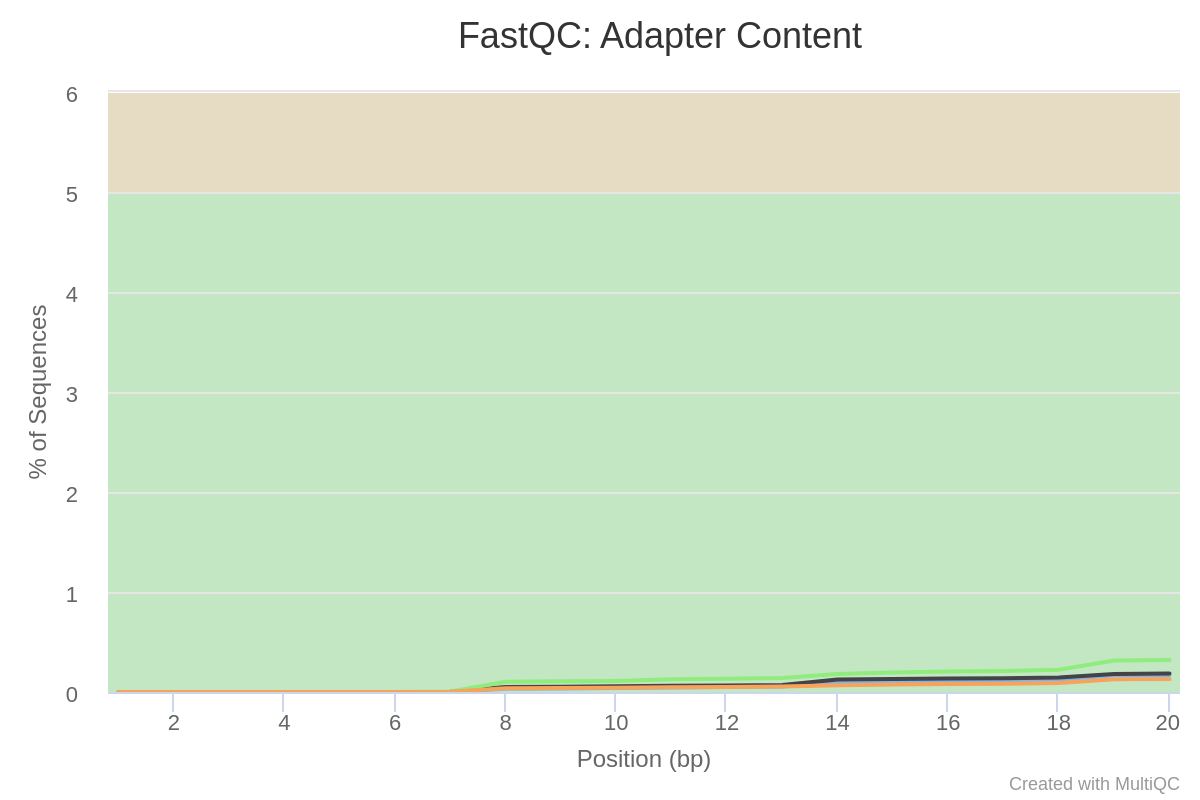 FastQC: Adapter Content
6
5
4
3
2
1
0
% of Sequences
2 4 6 8 10 12 14 16 18 20
Position (bp)
Created with MultiQC